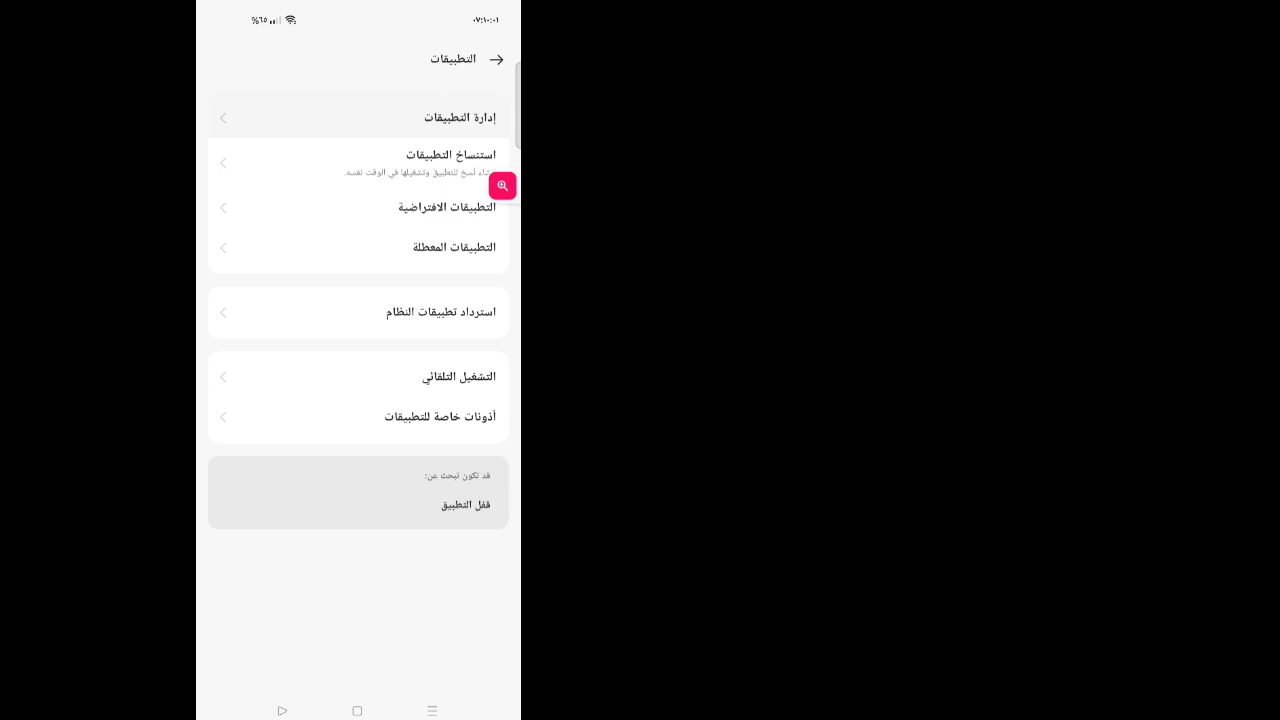 ٠٧:١٠:٠١
%٦٥
التطبيقات
إدارة التطبيقات
استنساخ التطبيقات
نسخ للتطبيق وتشغيلها في الوقت نفسه.
التطبيقات الافتراضية
التطبيقات المعطلة
استرداد تطبيقات النظام
التشغيل التلقائي
أذونات خاصة للتطبيقات
قد تكون تبحث عن:
قفل التطبيق